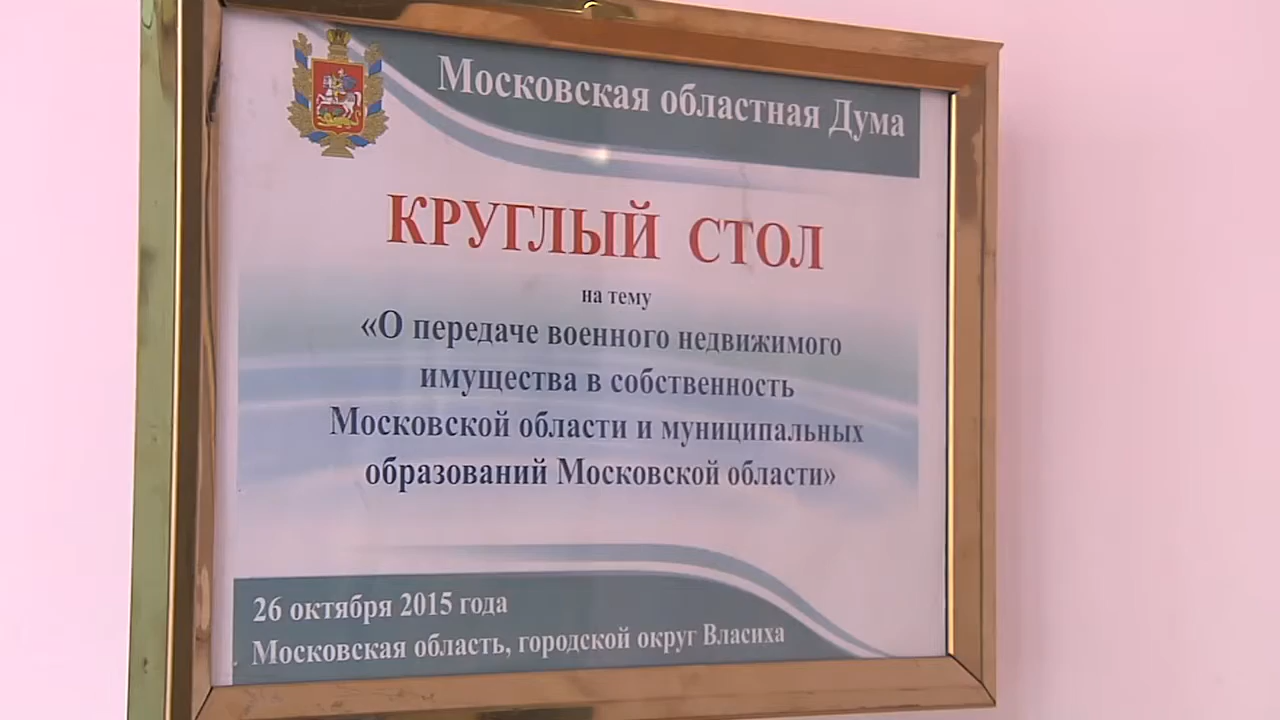 Московская областная Дума
КРУГЛЫЙ СТОЛ
на тему
«О передаче военного недвижимого
имущества в собственность
Московской области и муниципальных
образований Московской области»
26 октября 2015 года
Московская область, городской округ Власиха